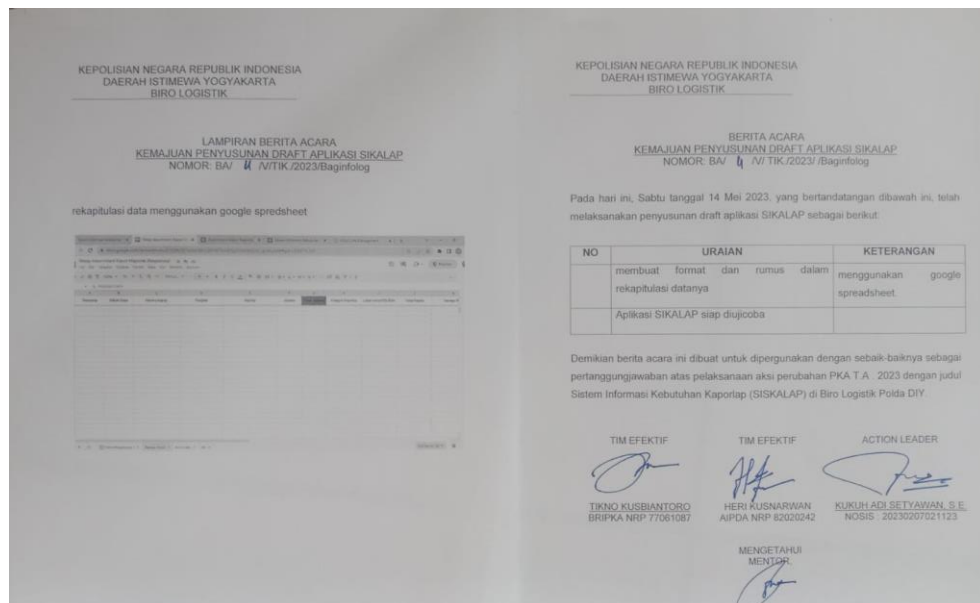 KEPOLISIAN NEGARA REPUBLIK INDONESIA
DAERAH ISTIMEWA YOGYAKARTA
BIRO LOGISTIK
LAMPIRAN BERITA ACARA
KEMAJUAN PENYUSUNAN DRAFT APLIKASI SIKALAP
NOMOR: BA/ 4 /V/TIK./2023/Baginfolog
rekapitulasi data menggunakan google spredsheet
KEPOLISIAN NEGARA REPUBLIK INDONESIA
DAERAH ISTIMEWA YOGYAKARTA
BIRO LOGISTIK
BERITA ACARA
KEMAJUAN PENYUSUNAN DRAFT APLIKASI SIKALAP
NOMOR: BA/ 4 /V/ TIK./2023/ /Baginfolog
Pada hari ini, Sabtu tanggal 14 Mei 2023, yang bertandatangan dibawah ini, telah
melaksanakan penyusunan draft aplikasi SIKALAP sebagai berikut:
NO URAIAN KETERANGAN
membuat format dan rumus dalam
rekapitulasi datanya
menggunakan google
spreadsheet.
Aplikasi SIKALAP siap diujicoba
Demikian berita acara ini dibuat untuk dipergunakan dengan sebaik-baiknya sebagai
pertanggungjawaban atas pelaksanaan aksi perubahan PKA T.A. 2023 dengan judul
Sistem Informasi Kebutuhan Kaporlap (SISKALAP) di Biro Logistik Polda DIY.
TIM EFEKTIF TIM EFEKTIF ACTION LEADER
TIKNO KUSBIANTORO HERI KUSNARWAN KUKUH ADI SETYAWAN, S.E.
BRIPKA NRP 77061087 AIPDA NRP 82020242 NOSIS : 20230207021123
MENGETAHUI
MENTOR,